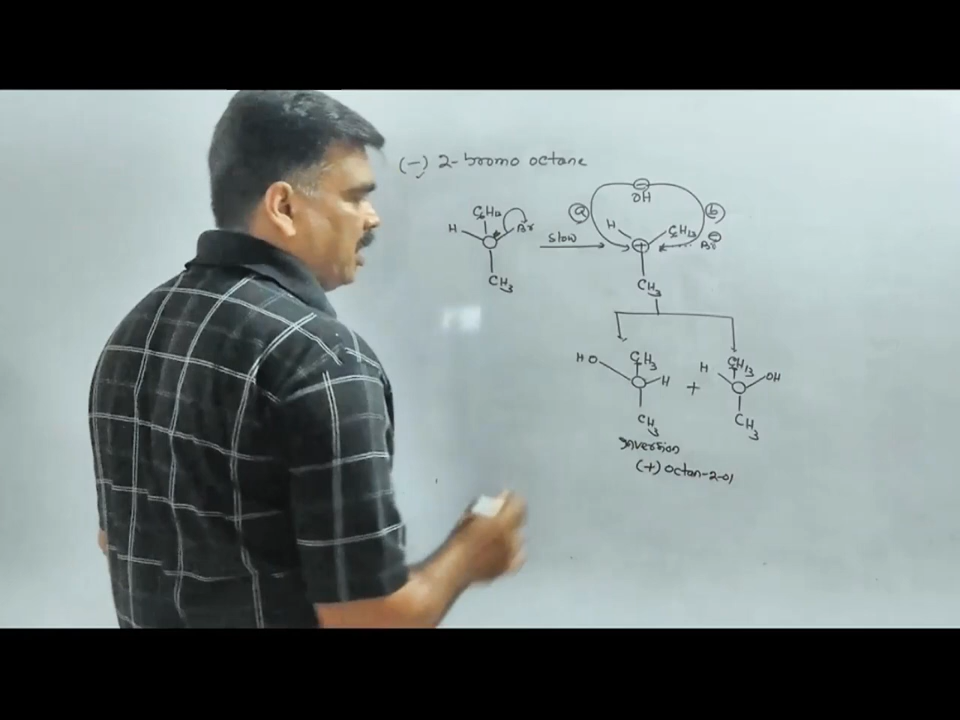 (-) 2-bromo octane
⊖
OH
a
b
C6H13
H
Br
Slow
H
C6H13
+
Br⊖
CH3
CH3
HO
CH3
H
CH3
+
H
C6H13
OH
CH3
Inversion
(+) octan-2-ol